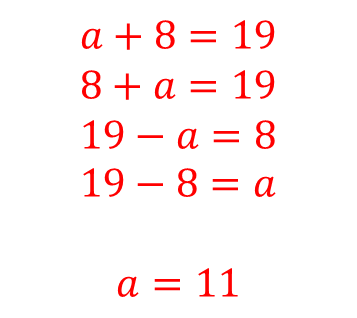 a + 8 = 19
8 + a = 19
19 − a = 8
19 − 8 = a
a = 11